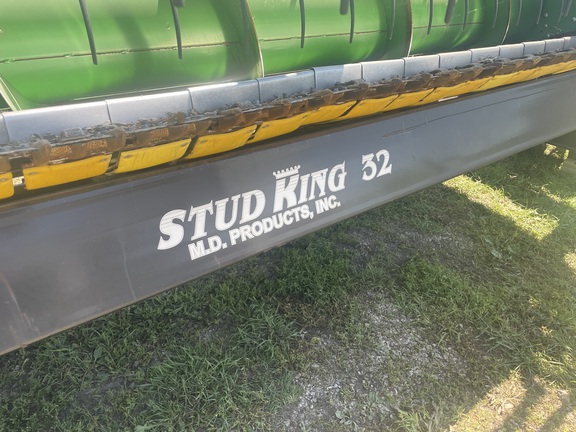 STUD KING 32
M.D. PRODUCTS, INC.